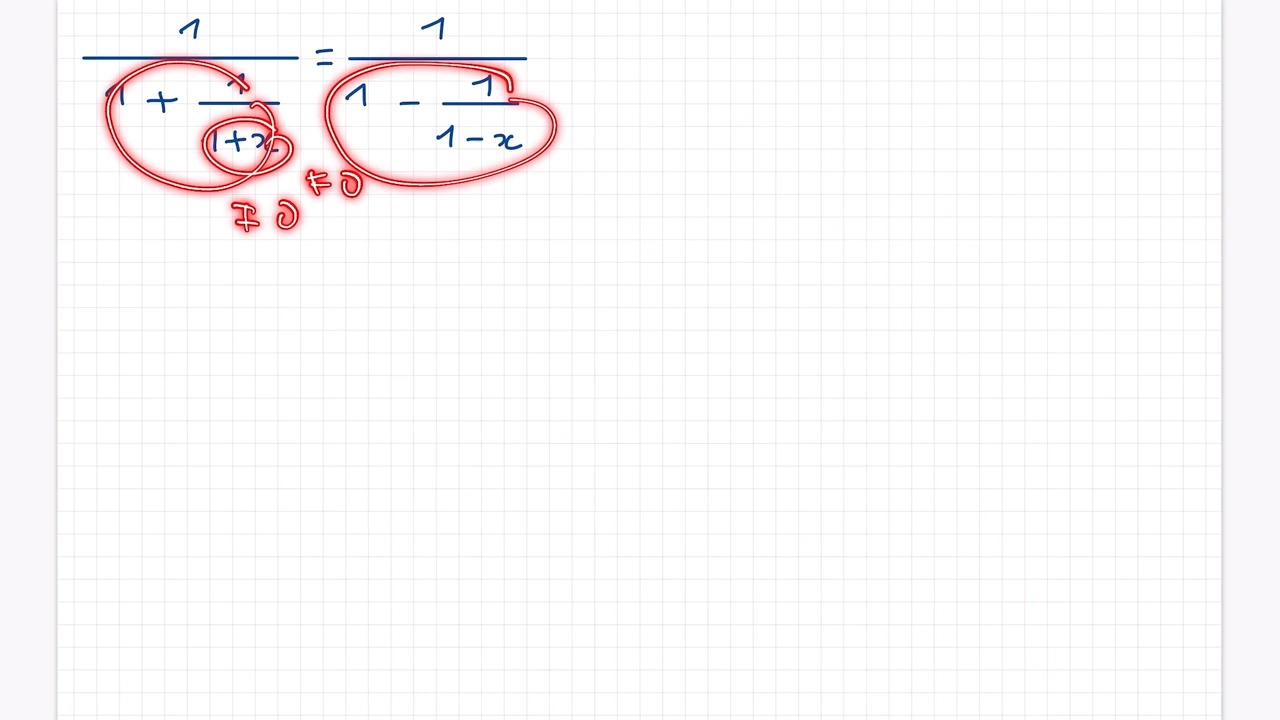 1 = 1
1 + 1 1 - 1
1+x 1-x
≠ 0
≠ 0